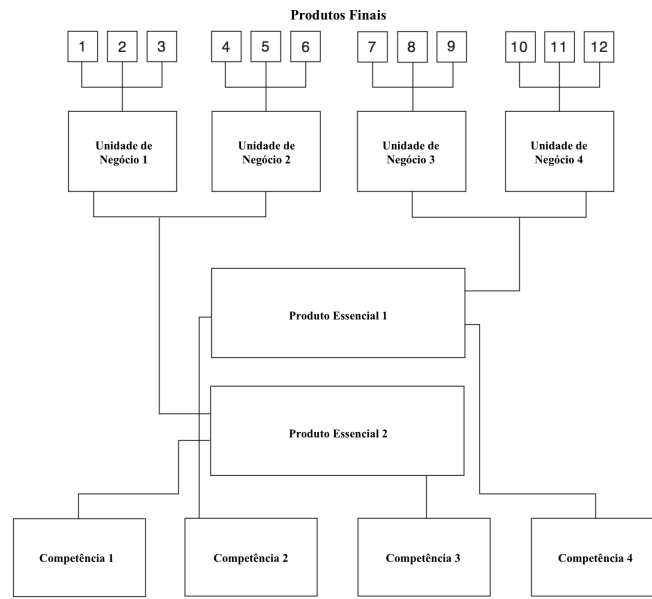 Produtos Finais
1 2 3 4 5 6 7 8 9 10 11 12
Unidade de
Negócio 1
Unidade de
Negócio 2
Unidade de
Negócio 3
Unidade de
Negócio 4
Produto Essencial 1
Produto Essencial 2
Competência 1
Competência 2
Competência 3
Competência 4